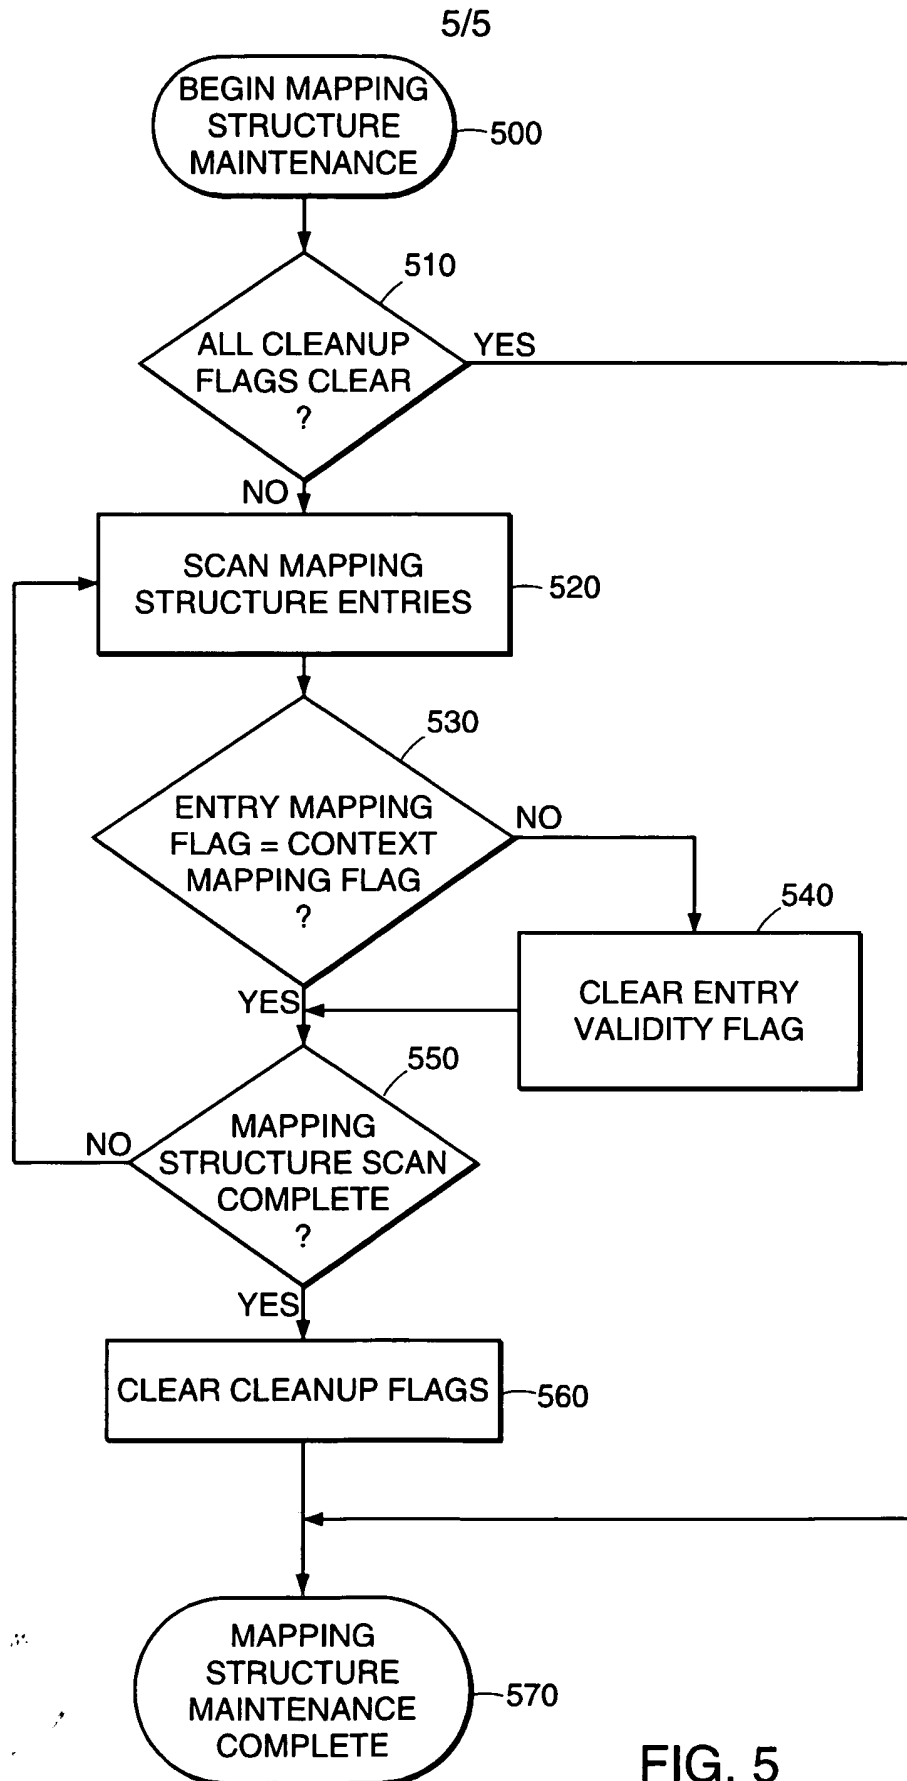 5/5
BEGIN MAPPING
STRUCTURE
MAINTENANCE
500
510
ALL CLEANUP
FLAGS CLEAR
?
YES
NO
SCAN MAPPING
STRUCTURE ENTRIES
520
530
ENTRY MAPPING
FLAG = CONTEXT
MAPPING FLAG
?
NO
540
CLEAR ENTRY
VALIDITY FLAG
YES
550
MAPPING
STRUCTURE SCAN
COMPLETE
?
NO
YES
CLEAR CLEANUP FLAGS
560
MAPPING
STRUCTURE
MAINTENANCE
COMPLETE
570
FIG. 5